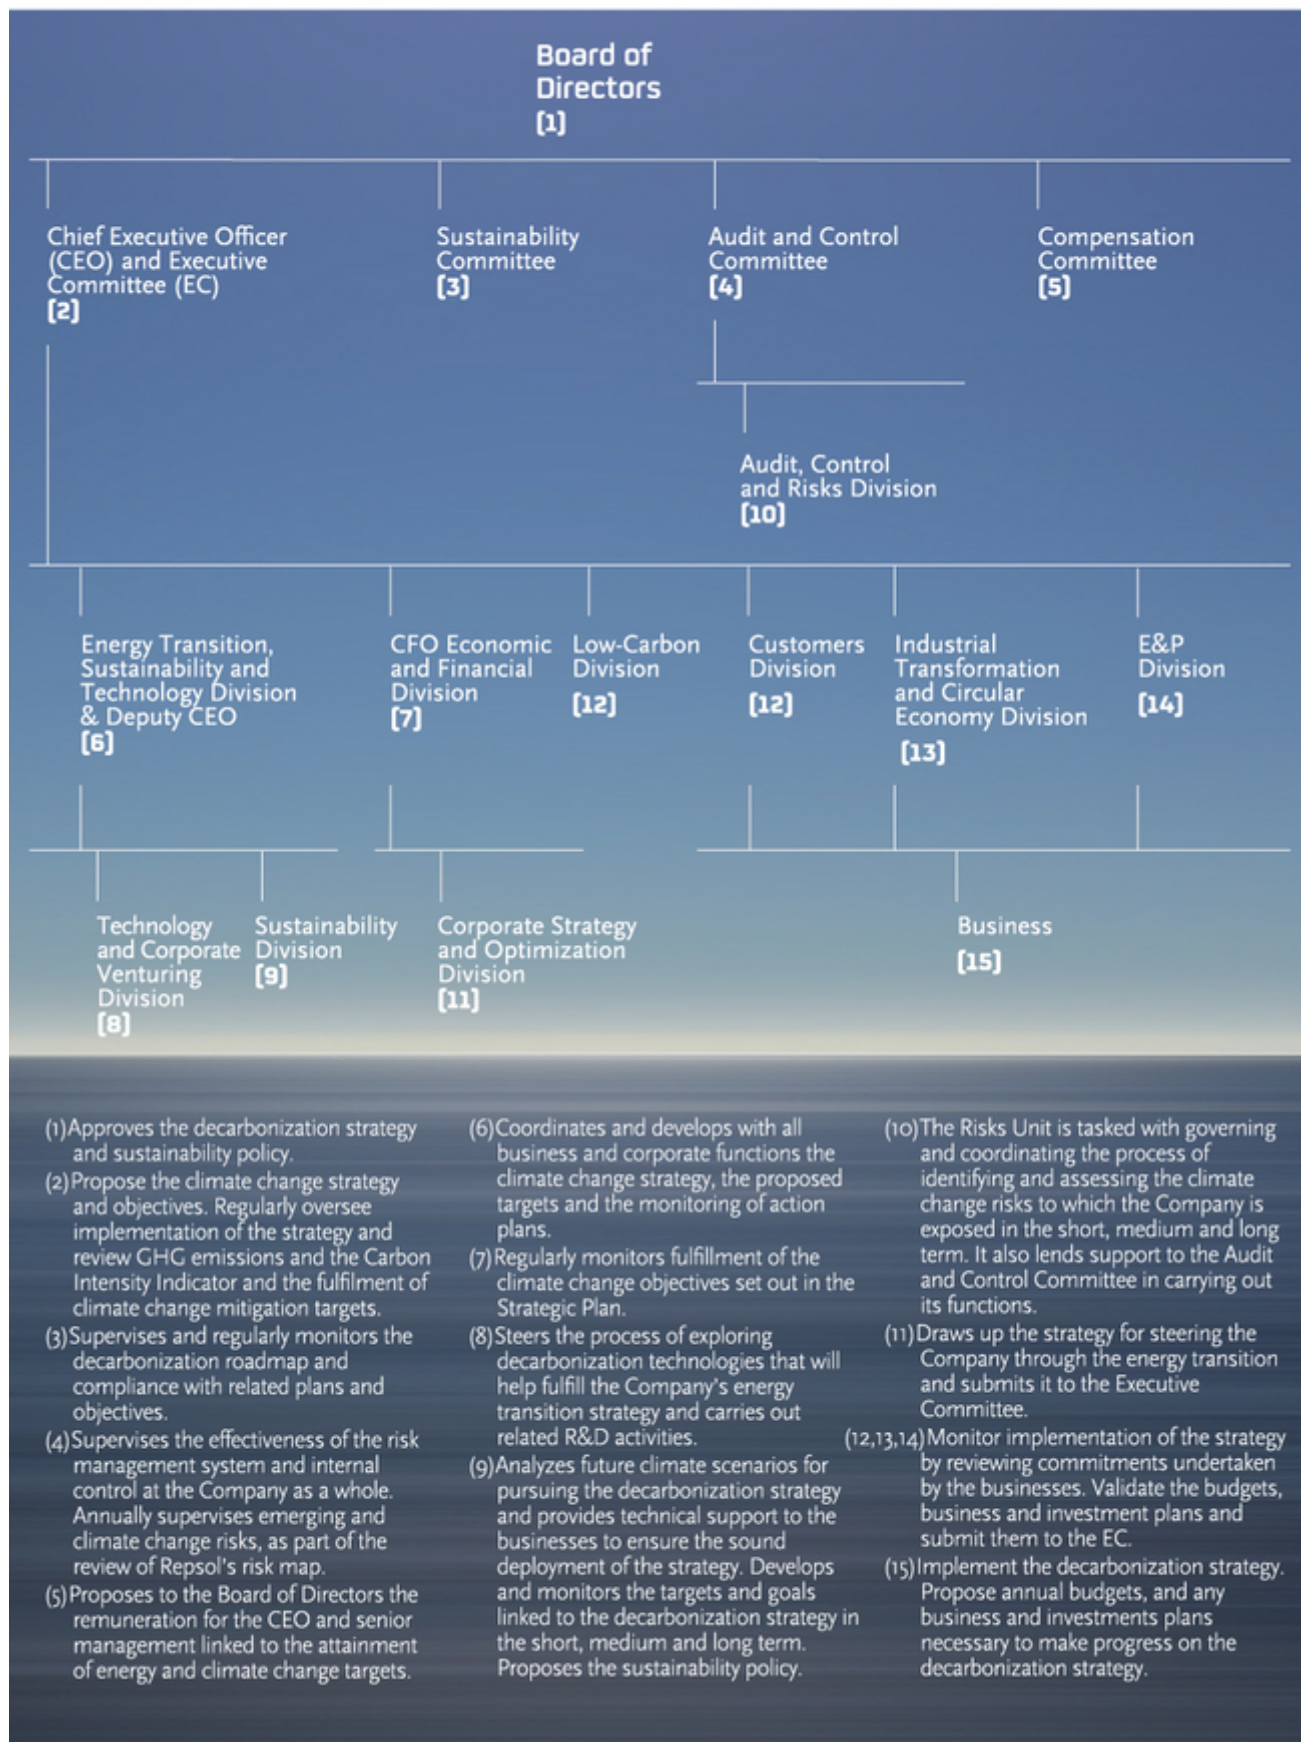 Board of
Directors
[1]
Chief Executive Officer
(CEO) and Executive
Committee (EC)
[2]
Sustainability
Committee
[3]
Audit and Control
Committee
[4]
Compensation
Committee
[5]
Audit, Control
and Risks Division
[10]
Energy Transition,
Sustainability and
Technology Division
& Deputy CEO
[6]
CFO Economic
and Financial
Division
[7]
Low-Carbon
Division
[12]
Customers
Division
[12]
Industrial
Transformation
and Circular
Economy Division
[13]
E&P
Division
[14]
Technology
and Corporate
Venturing
Division
[8]
Sustainability
Division
[9]
Corporate Strategy
and Optimization
Division
[11]
Business
[15]
(1)Approves the decarbonization strategy
and sustainability policy.
(2)Propose the climate change strategy
and objectives. Regularly oversee
implementation of the strategy and
review GHG emissions and the Carbon
Intensity Indicator and the fulfilment of
climate change mitigation targets.
(3)Supervises and regularly monitors the
decarbonization roadmap and
compliance with related plans and
objectives.
(4)Supervises the effectiveness of the risk
management system and internal
control at the Company as a whole.
Annually supervises emerging and
climate change risks, as part of the
review of Repsol's risk map.
(5)Proposes to the Board of Directors the
remuneration for the CEO and senior
management linked to the attainment
of energy and climate change targets.
(6)Coordinates and develops with all
business and corporate functions the
climate change strategy, the proposed
targets and the monitoring of action
plans.
(7)Regularly monitors fulfillment of the
climate change objectives set out in the
Strategic Plan.
(8)Steers the process of exploring
decarbonization technologies that will
help fulfill the Company's energy
transition strategy and carries out
related R&D activities.
(9)Analyzes future climate scenarios for
pursuing the decarbonization strategy
and provides technical support to the
businesses to ensure the sound
deployment of the strategy. Develops
and monitors the targets and goals
linked to the decarbonization strategy in
the short, medium and long term.
Proposes the sustainability policy.
(10)The Risks Unit is tasked with governing
and coordinating the process of
identifying and assessing the climate
change risks to which the Company is
exposed in the short, medium and long
term. It also lends support to the Audit
and Control Committee in carrying out
its functions.
(11)Draws up the strategy for steering the
Company through the energy transition
and submits it to the Executive
Committee.
(12,13,14)Monitor implementation of the strategy
by reviewing commitments undertaken
by the businesses. Validate the budgets,
business and investment plans and
submit them to the EC.
(15)Implement the decarbonization strategy.
Propose annual budgets, and any
business and investments plans
necessary to make progress on the
decarbonization strategy.